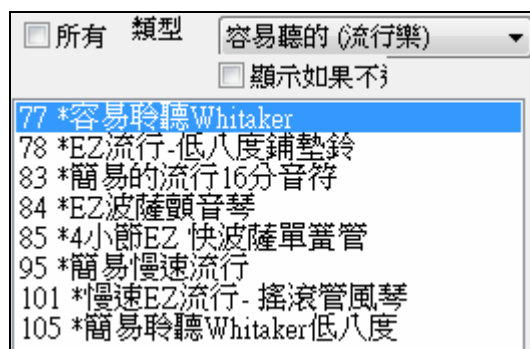 所有 類型 容易聽的 (流行樂)
顯示如果不
77 *容易聆聽Whitaker
78 *EZ流行-低八度鋪墊鈴
83 *簡易的流行16分音符
84 *EZ波薩顫音琴
85 *4小節EZ 快波薩單簧管
95 *簡易慢速流行
101 *慢速EZ流行- 搖滾管風琴
105 *簡易聆聽Whitaker低八度